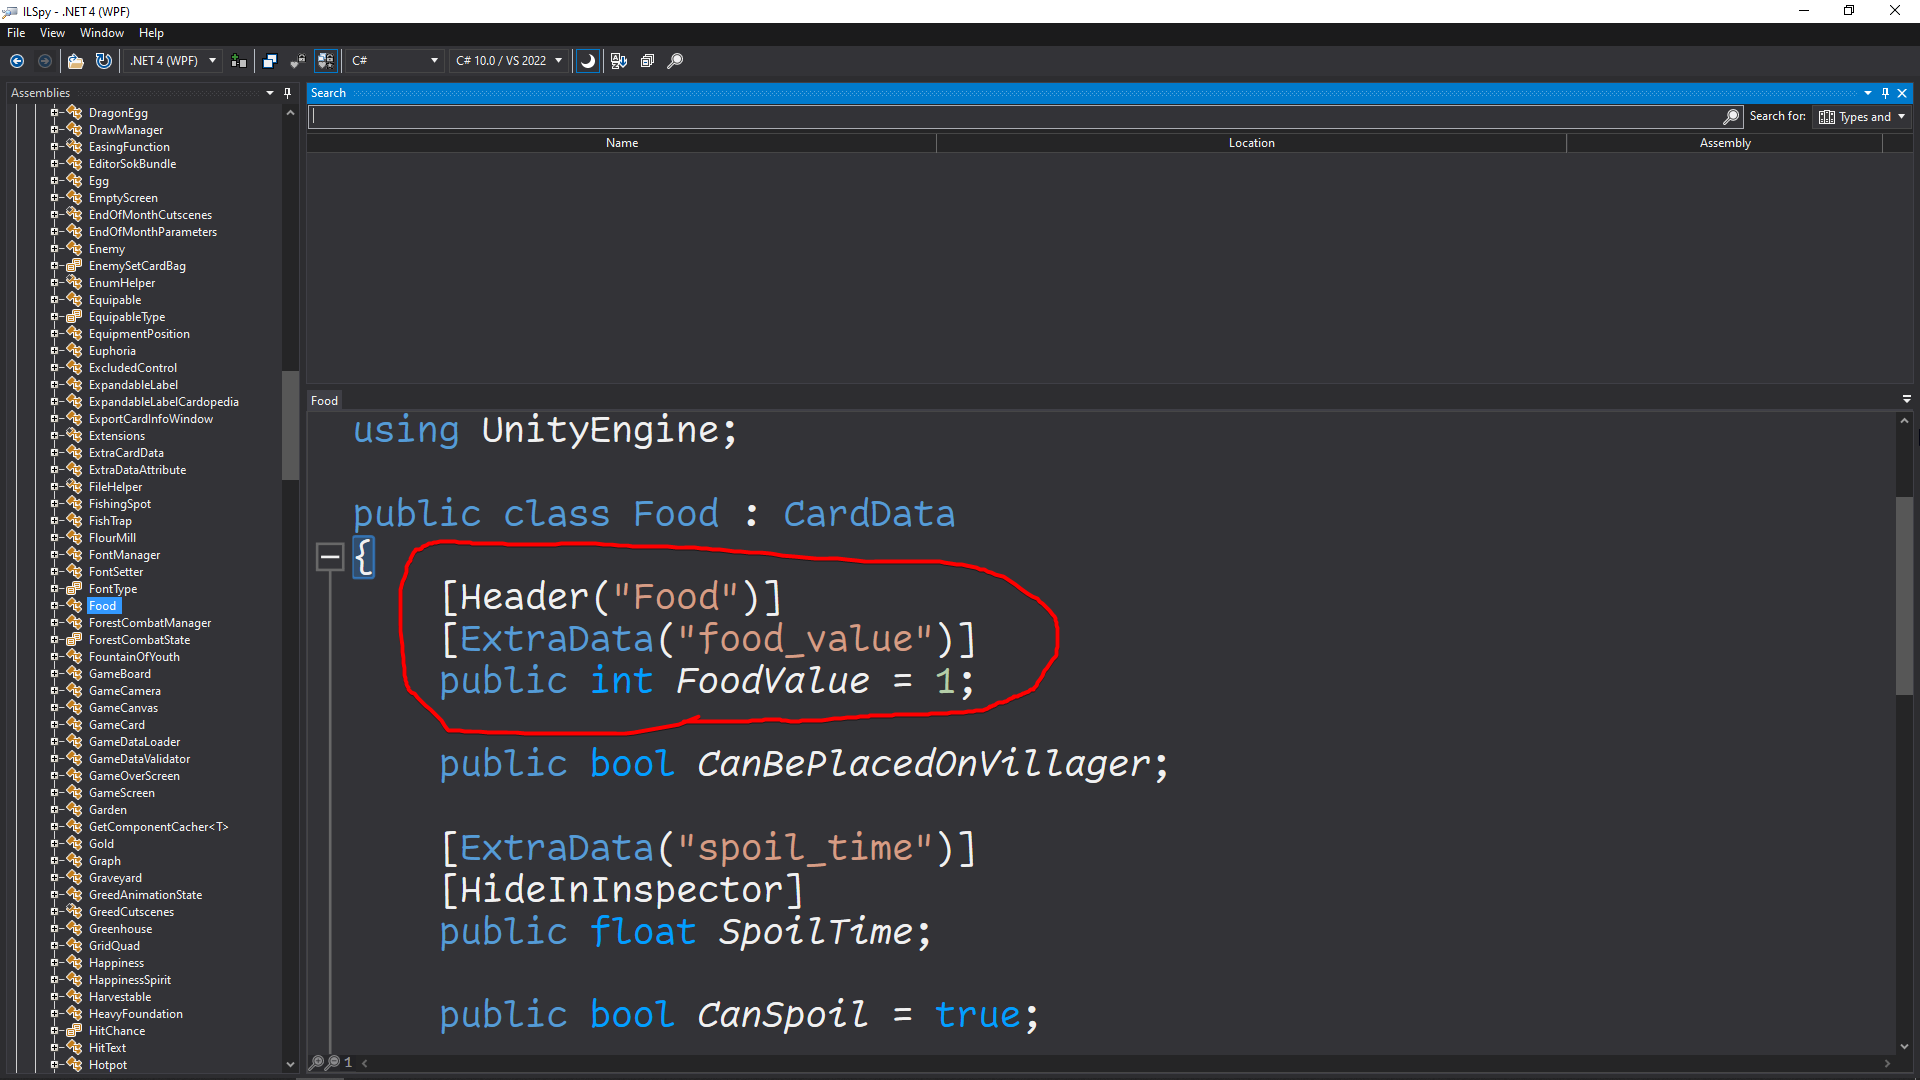 ILSpy - .NET 4 (WPF)
File View Window Help
.NET 4 (WPF) C# C# 10.0 / VS 2022
Assemblies
DragonEgg
DrawManager
EasingFunction
EditorSokBundle
Egg
EmptyScreen
EndOfMonthCutscenes
EndOfMonthParameters
Enemy
EnemySetCardBag
EnumHelper
Equipable
EquipableType
EquipmentPosition
Euphoria
ExcludedControl
ExpandableLabel
ExpandableLabelCardopedia
ExportCardInfoWindow
Extensions
ExtraCardData
ExtraDataAttribute
FileHelper
FishingSpot
FishTrap
FlourMill
FontManager
FontSetter
FontType
Food
ForestCombatManager
ForestCombatState
FountainOfYouth
GameBoard
GameCamera
GameCanvas
GameCard
GameDataLoader
GameDataValidator
GameOverScreen
GameScreen
Garden
GetComponentCacher<T>
Gold
Graph
Graveyard
GreedAnimationState
GreedCutscenes
Greenhouse
GridQuad
Happiness
HappinessSpirit
Harvestable
HeavyFoundation
HitChance
HitText
Hotpot
Search
Search for: Types and
Name Location Assembly
Food
using UnityEngine;
public class Food : CardData
{
[Header("Food")]
[ExtraData("food_value")]
public int FoodValue = 1;
public bool CanBePlacedOnVillager;
[ExtraData("spoil_time")]
[HideInInspector]
public float SpoilTime;
public bool CanSpoil = true;
1